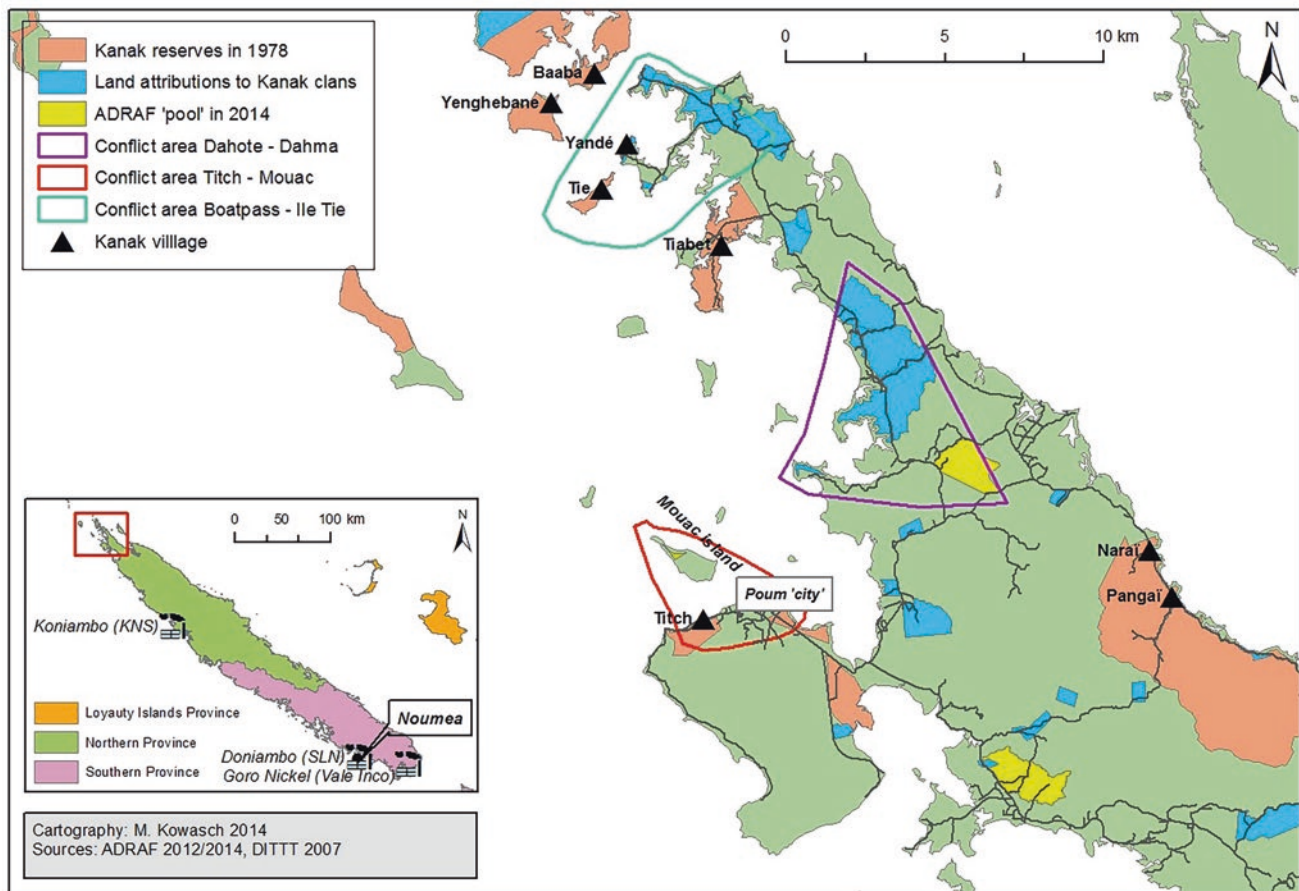 Kanak reserves in 1978
Land attributions to Kanak clans
ADRAF 'pool' in 2014
Conflict area Dahote - Dahma
Conflict area Titch - Mouac
Conflict area Boatpass - Ile Tie
Kanak villlage
0 5 10 km
N
Baaba
Yenghebane
Yandé
Tie
Tiabet
Mouac island
Poum 'city'
Titch
Naraï
Pangaï
0 50 100 km
N
Koniambo (KNS)
Noumea
Doniambo (SLN)
Goro Nickel (Vale Inco)
Loyauty Islands Province
Northern Province
Southern Province
Cartography: M. Kowasch 2014
Sources: ADRAF 2012/2014, DITTT 2007